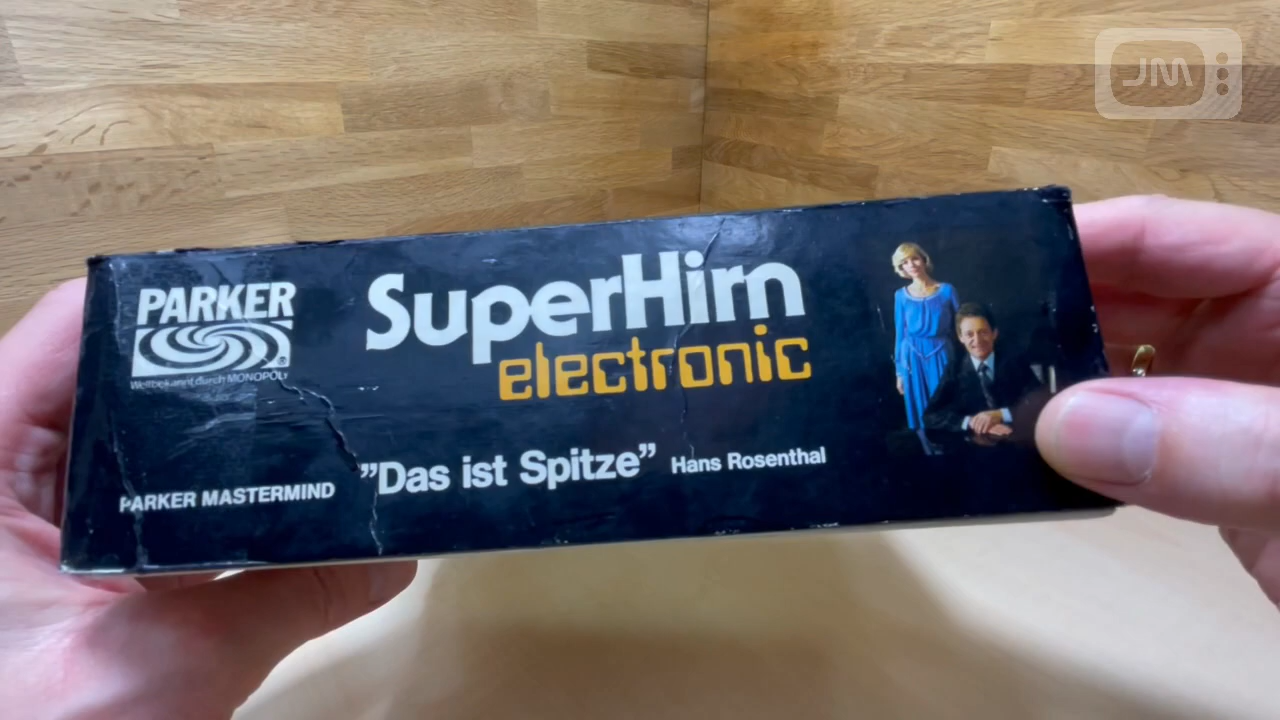 JM
PARKER
Weltbekannt durch MONOPOLY
SuperHirn
electronic
PARKER MASTERMIND
”Das ist Spitze” Hans Rosenthal